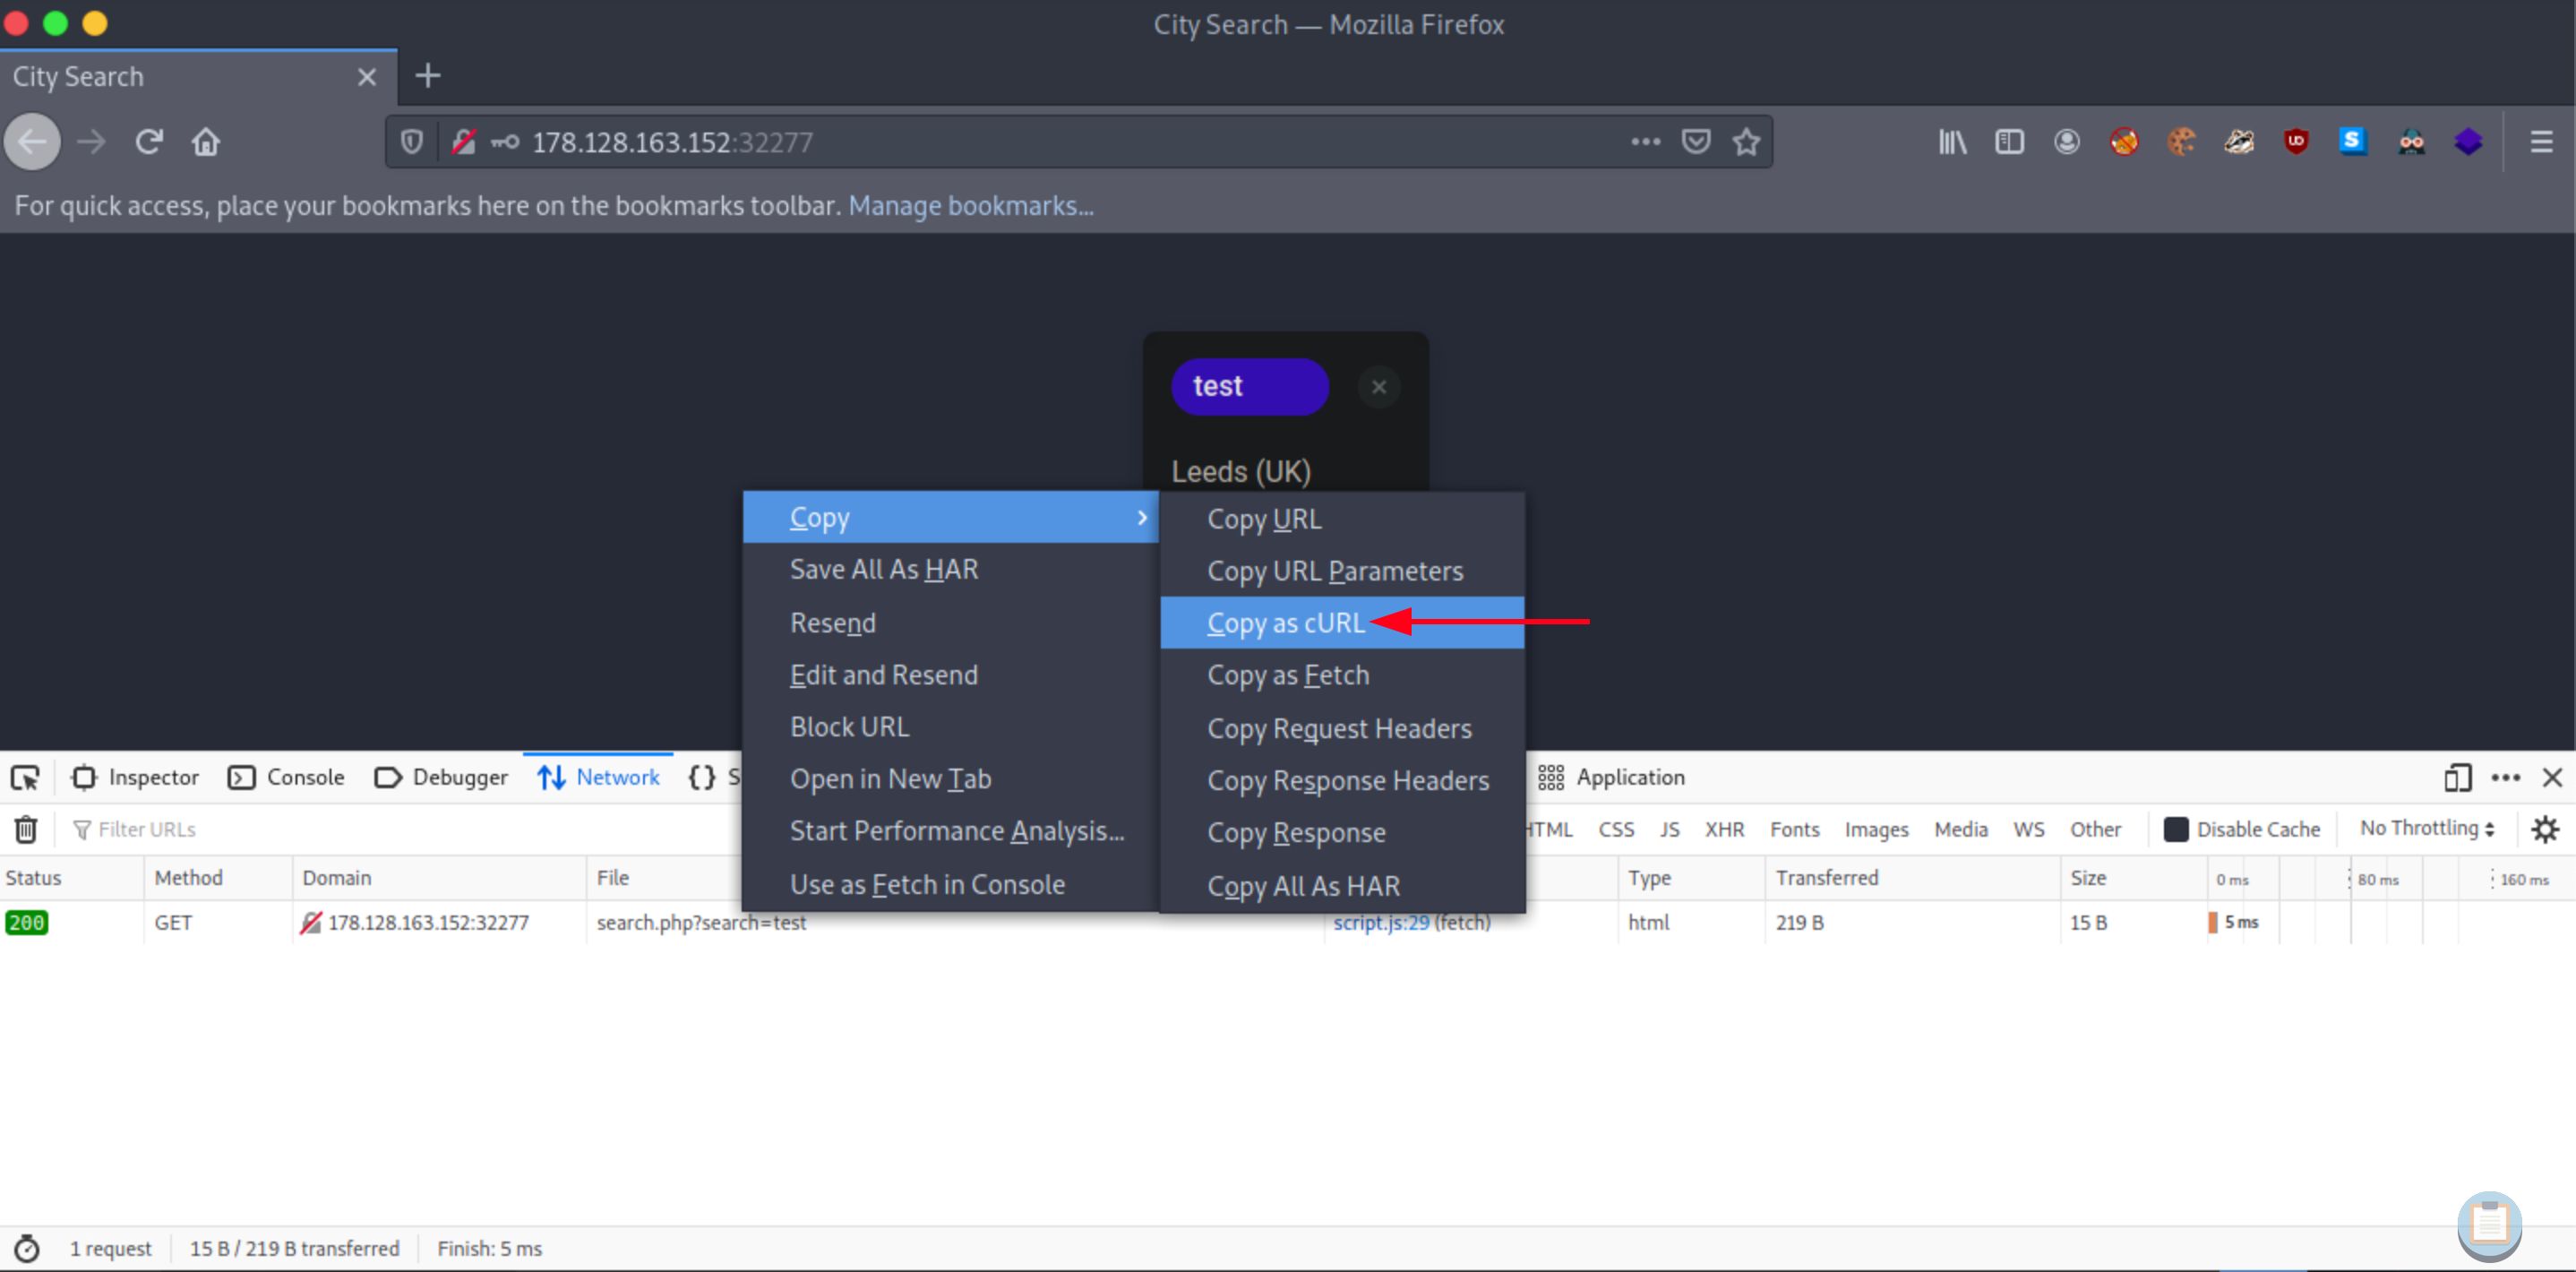 City Search — Mozilla Firefox
City Search
178.128.163.152:32277
For quick access, place your bookmarks here on the bookmarks toolbar. Manage bookmarks...
test
Leeds (UK)
Copy
Save All As HAR
Resend
Edit and Resend
Block URL
Open in New Tab
Start Performance Analysis...
Use as Fetch in Console
Copy URL
Copy URL Parameters
Copy as cURL
Copy as Fetch
Copy Request Headers
Copy Response Headers
Copy Response
Copy All As HAR
Inspector Console Debugger Network {} S Application
Filter URLs HTML CSS JS XHR Fonts Images Media WS Other Disable Cache No Throttling
Status Method Domain File Type Transferred Size 0 ms 80 ms 160 ms
200 GET 178.128.163.152:32277 search.php?search=test script.js:29 (fetch) html 219 B 15 B 5 ms
1 request 15 B / 219 B transferred Finish: 5 ms